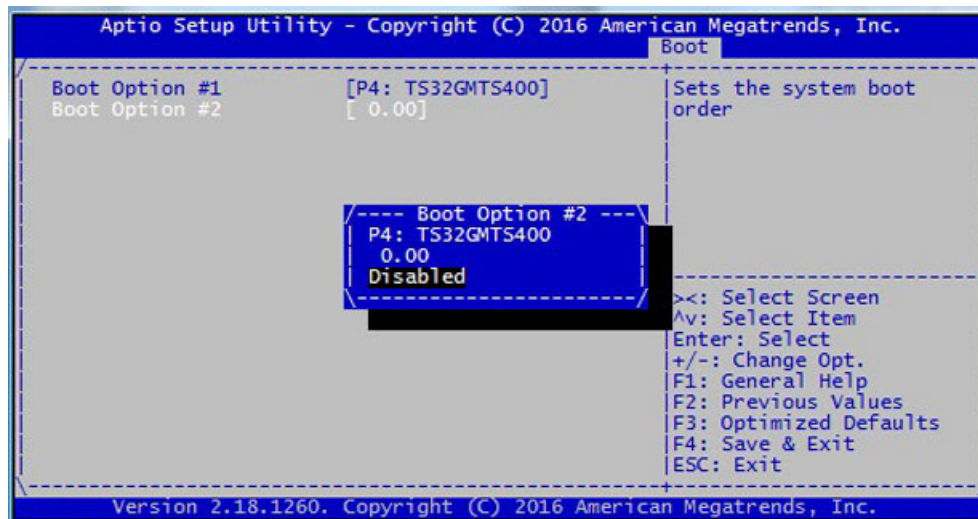 Aptio Setup Utility - Copyright (C) 2016 American Megatrends, Inc.
Boot
Boot Option #1 [P4: TS32GMTS400]
Boot Option #2 [ 0.00]
Sets the system boot
order
/---- Boot Option #2 ---\
P4: TS32GMTS400
0.00
Disabled
><: Select Screen
^v: Select Item
Enter: Select
+/-: Change Opt.
F1: General Help
F2: Previous Values
F3: Optimized Defaults
F4: Save & Exit
ESC: Exit
Version 2.18.1260. Copyright (C) 2016 American Megatrends, Inc.